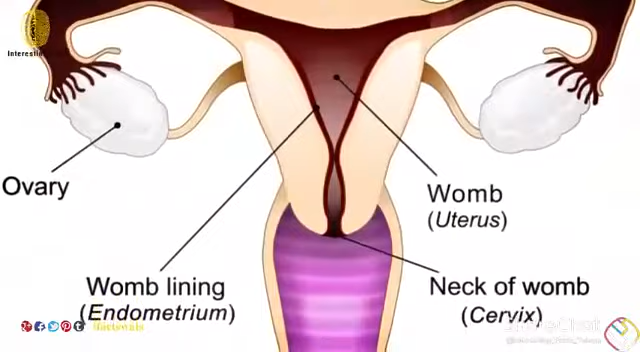 Ovary
Womb
(Uterus)
Womb lining
(Endometrium)
Neck of womb
(Cervix)